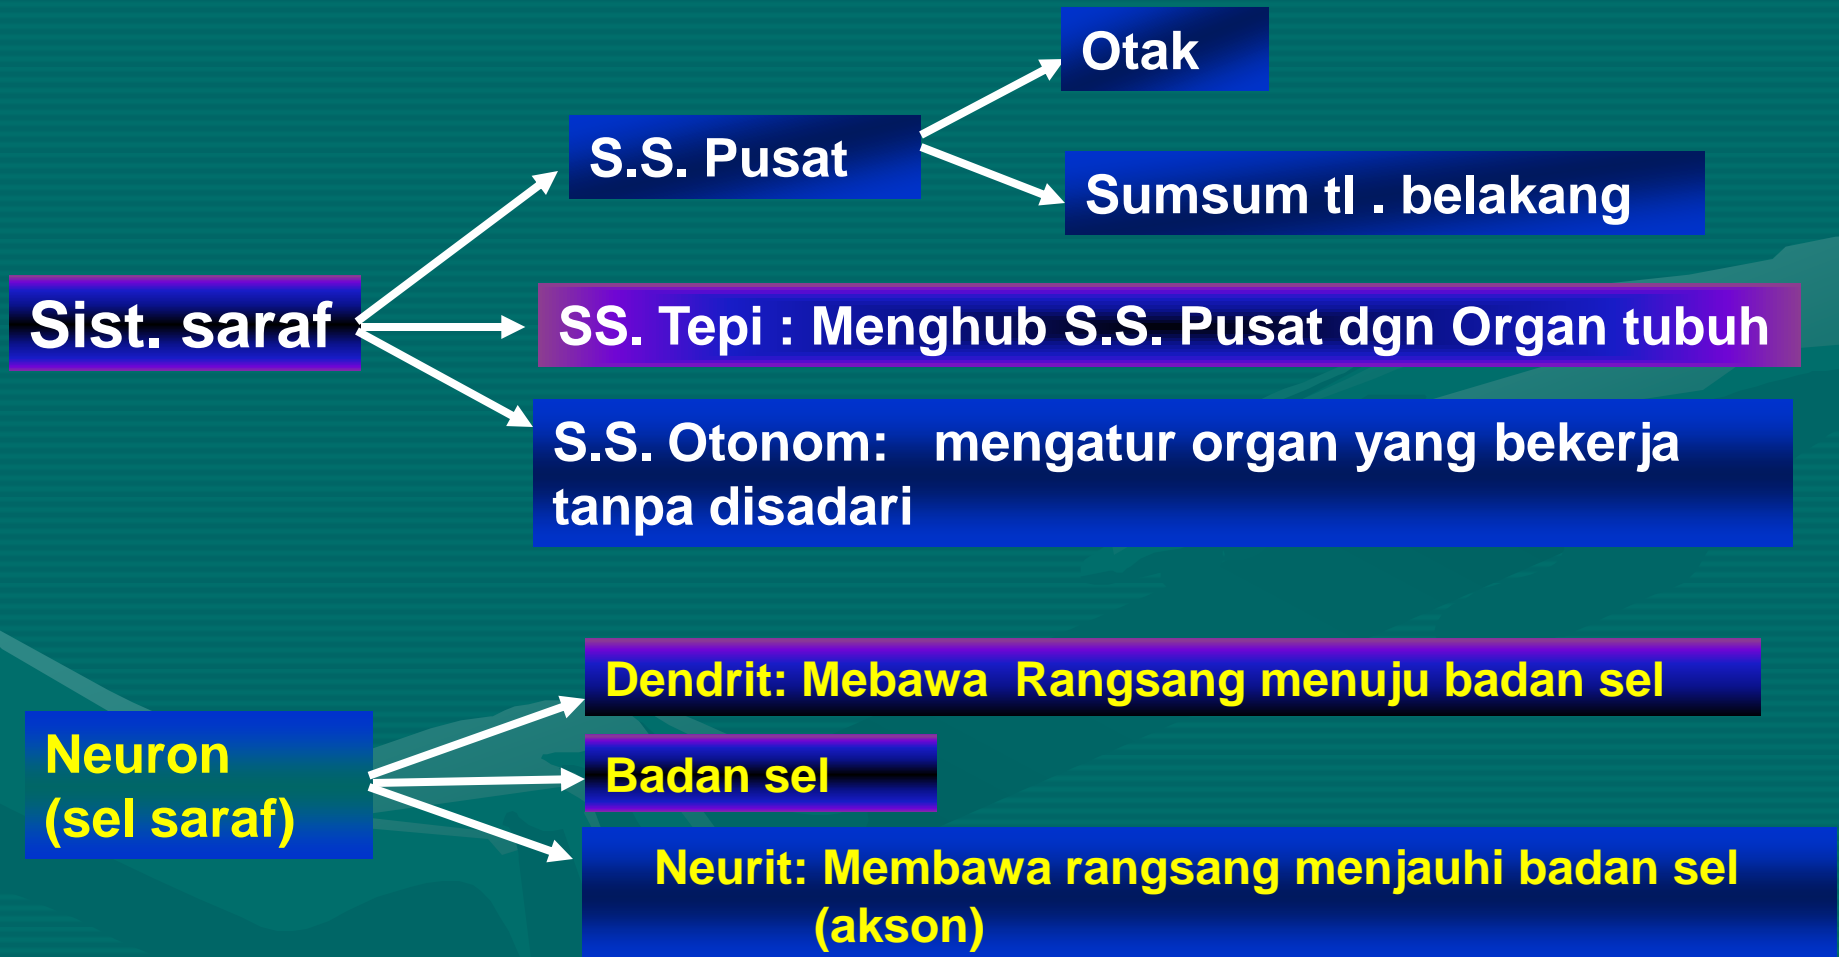 Otak
S.S. Pusat
Sumsum tl . belakang
Sist. saraf
SS. Tepi : Menghub S.S. Pusat dgn Organ tubuh
S.S. Otonom: mengatur organ yang bekerja
tanpa disadari
Dendrit: Mebawa Rangsang menuju badan sel
Neuron
(sel saraf)
Badan sel
Neurit: Membawa rangsang menjauhi badan sel
(akson)